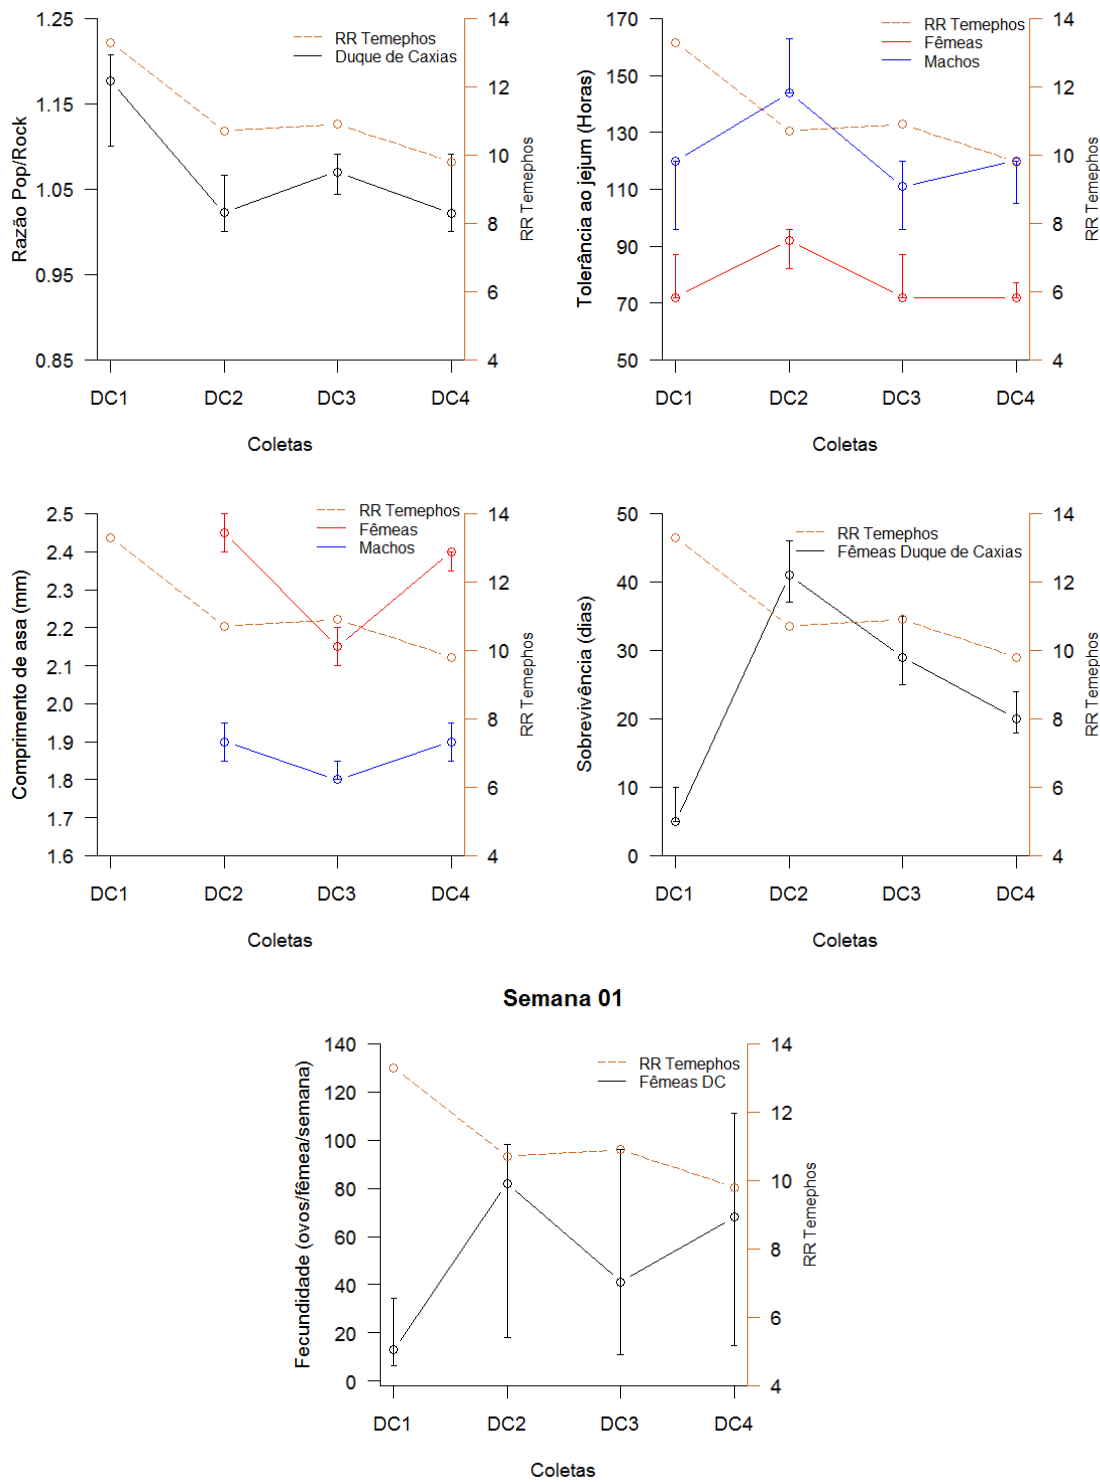 1.25
1.15
1.05
0.95
0.85
Razão Pop/Rock
RR Temephos
Duque de Caxias
14
12
10
8
6
4
RR Temephos
DC1 DC2 DC3 DC4
Coletas
170
150
130
110
90
70
50
Tolerância ao jejum (Horas)
RR Temephos
Fêmeas
Machos
14
12
10
8
6
4
RR Temephos
DC1 DC2 DC3 DC4
Coletas
2.5
2.4
2.3
2.2
2.1
2.0
1.9
1.8
1.7
1.6
Comprimento de asa (mm)
RR Temephos
Fêmeas
Machos
14
12
10
8
6
4
RR Temephos
DC1 DC2 DC3 DC4
Coletas
50
40
30
20
10
0
Sobrevivência (dias)
RR Temephos
Fêmeas Duque de Caxias
14
12
10
8
6
4
RR Temephos
DC1 DC2 DC3 DC4
Coletas
Semana 01
140
120
100
80
60
40
20
0
Fecundidade (ovos/fêmea/semana)
RR Temephos
Fêmeas DC
14
12
10
8
6
4
RR Temephos
DC1 DC2 DC3 DC4
Coletas